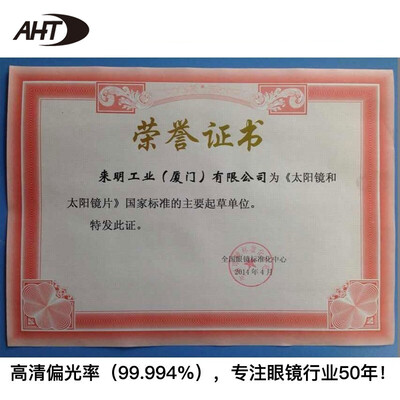 AHT
荣誉证书
来明工业（厦门）有限公司为《太阳镜和
太阳镜片》国家标准的主要起草单位。
特发此证。
全国眼镜标准化中心
2014年4月
高清偏光率（99.994%），专注眼镜行业50年！